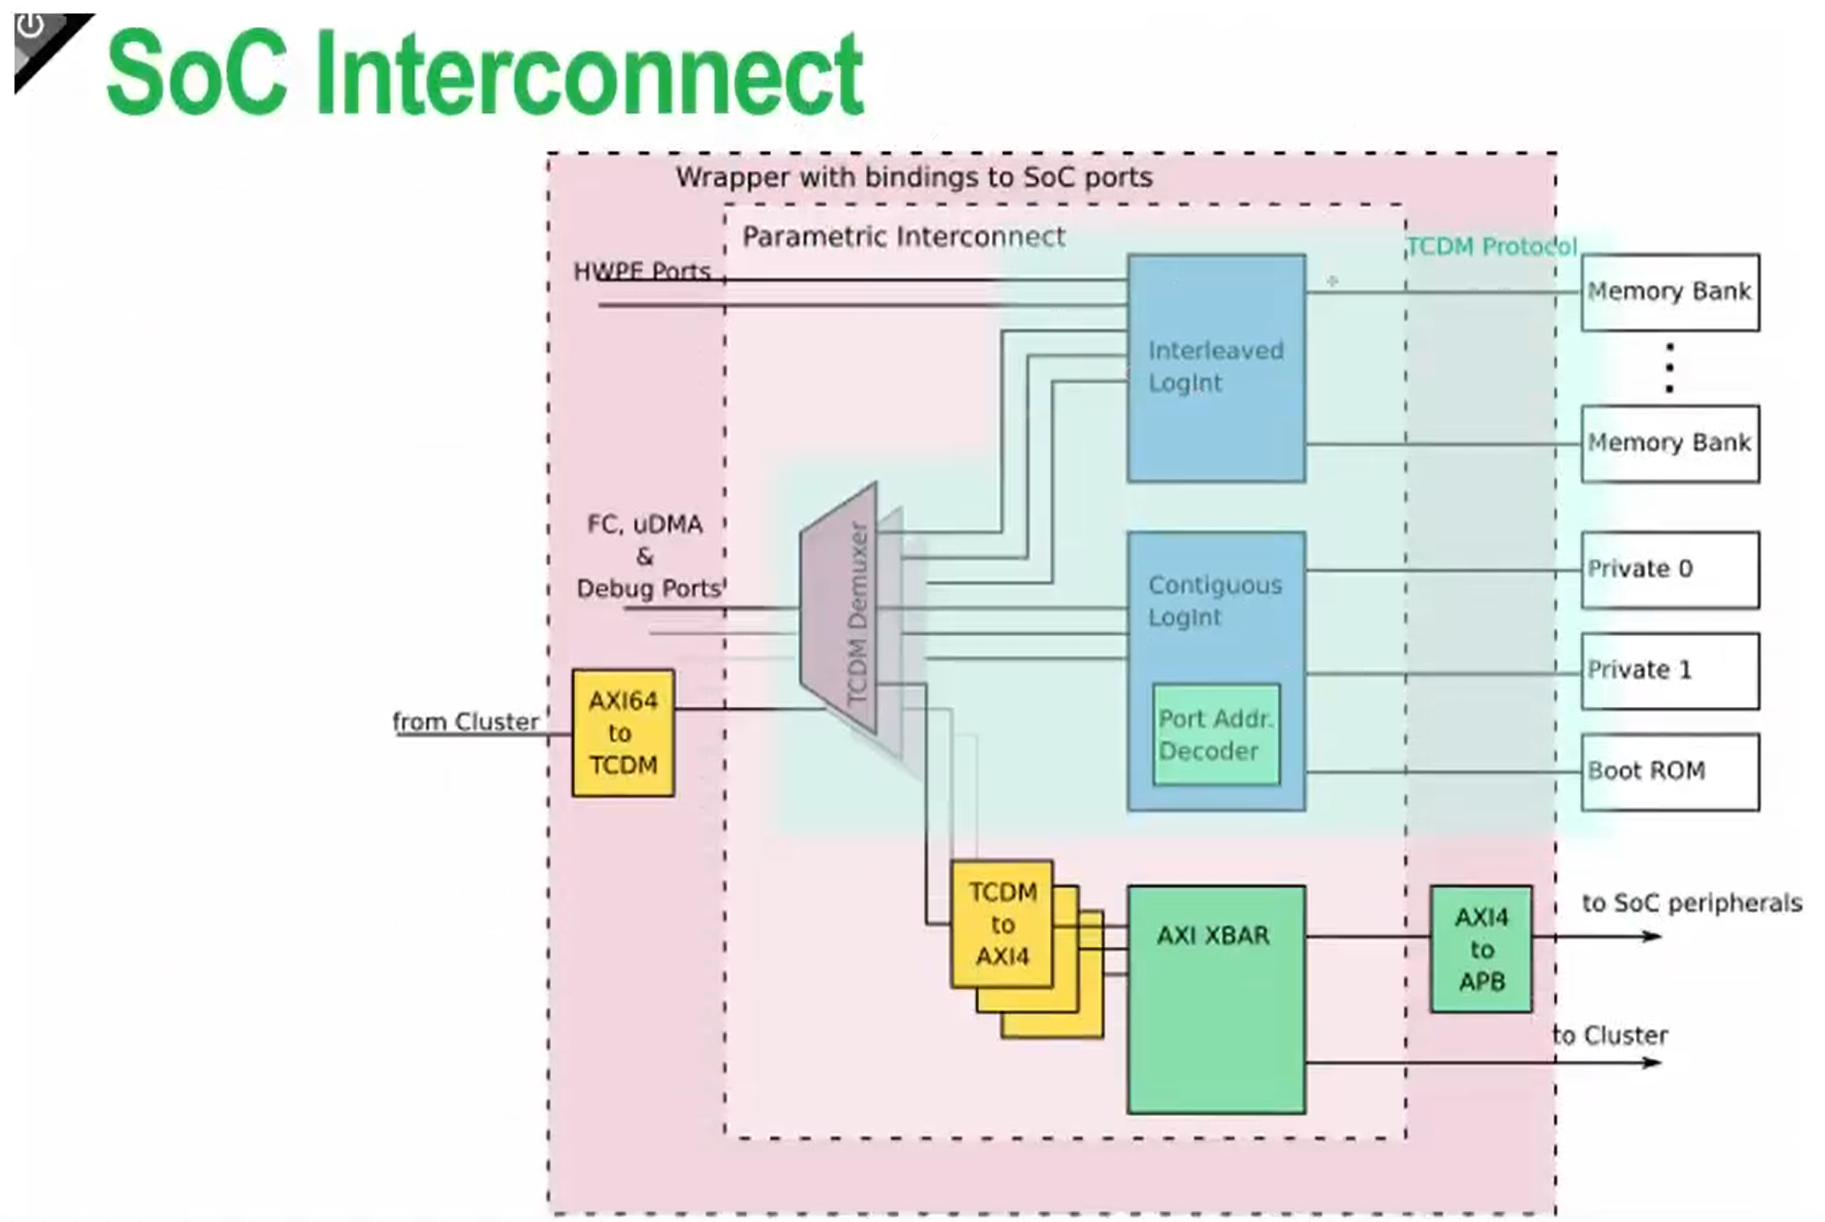 SoC Interconnect
Wrapper with bindings to SoC ports
Parametric Interconnect
TCDM Protocol
HWPE Ports
Interleaved
LogInt
Memory Bank
Memory Bank
FC, uDMA
&
Debug Ports
TCDM Demuxer
Contiguous
LogInt
Port Addr.
Decoder
Private 0
Private 1
Boot ROM
from Cluster
AXI64
to
TCDM
TCDM
to
AXI4
AXI XBAR
AXI4
to
APB
to SoC peripherals
to Cluster